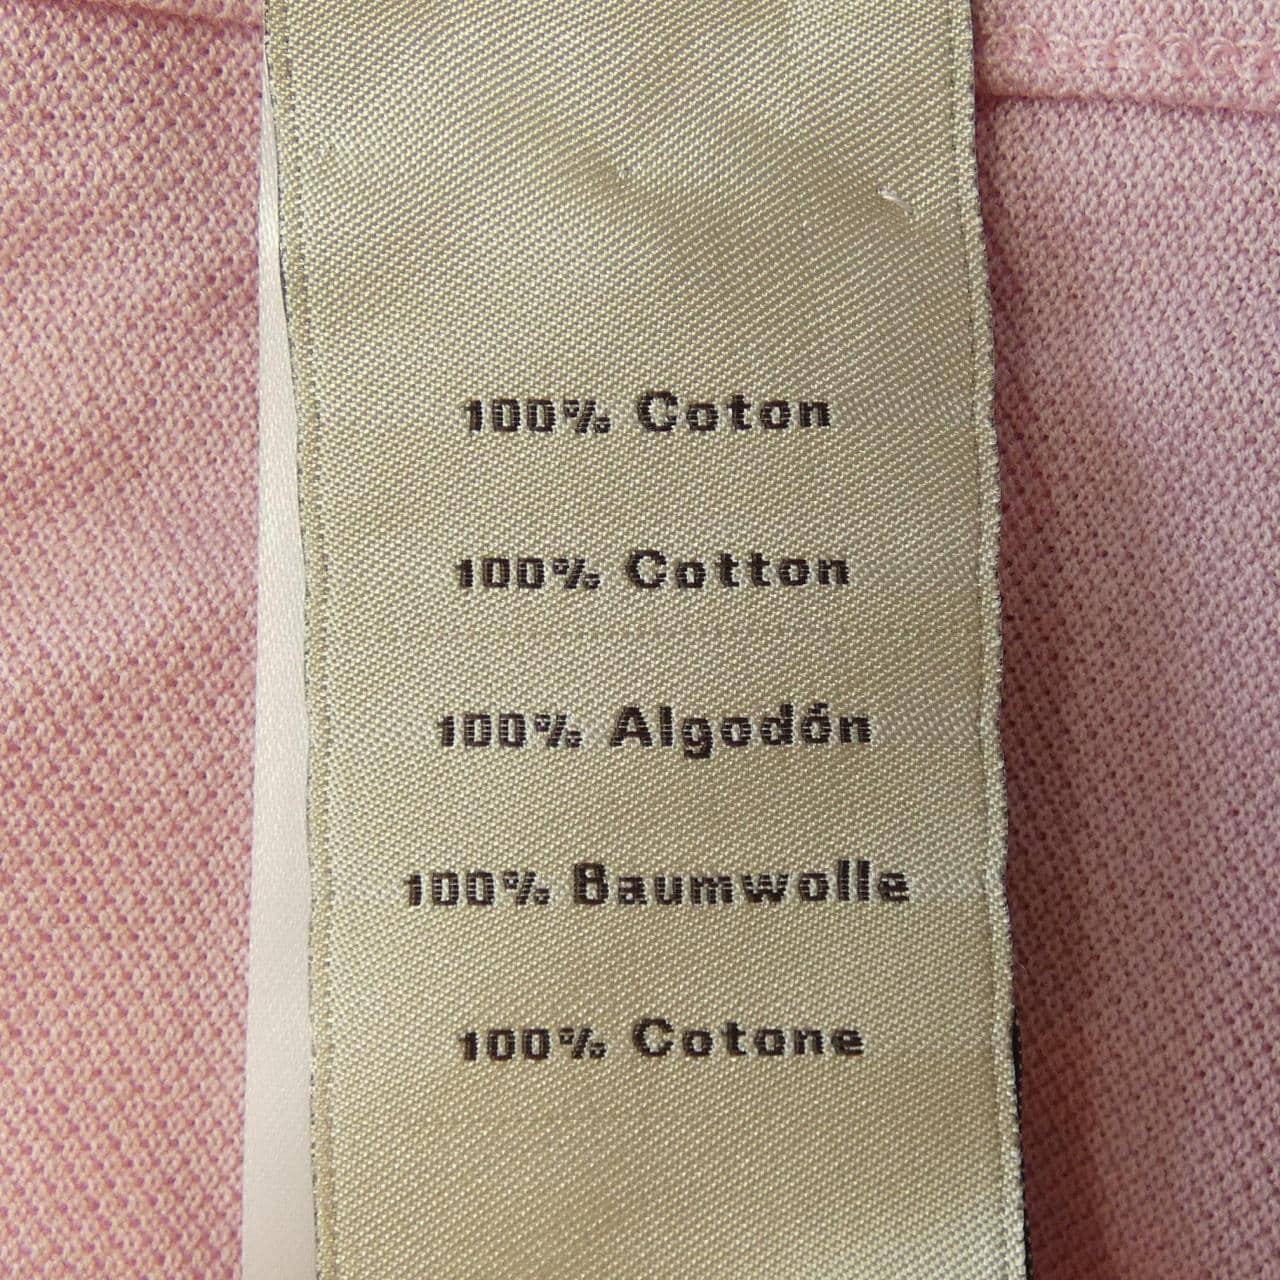 100% Coton
100% Cotton
100% Algodón
100% Baumwolle
100% Cotone